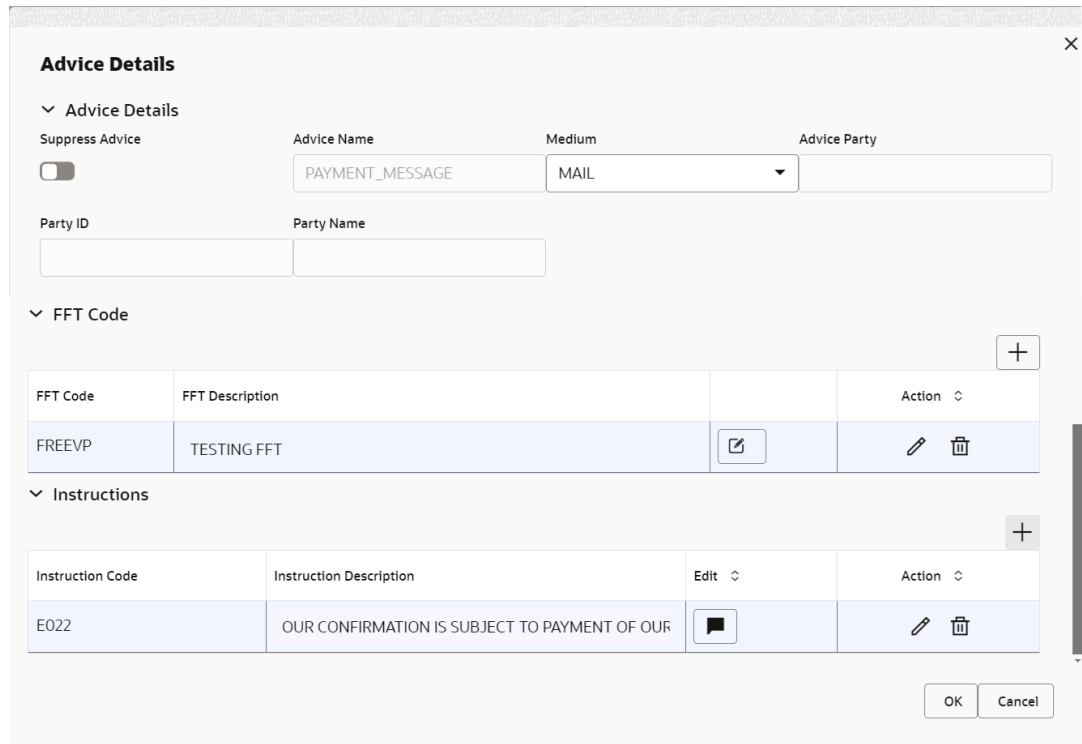 Advice Details
Advice Details
Suppress Advice Advice Name Medium Advice Party
PAYMENT_MESSAGE MAIL
Party ID Party Name
FFT Code
FFT Code FFT Description Action
FREEVP TESTING FFT
Instructions
Instruction Code Instruction Description Edit Action
E022 OUR CONFIRMATION IS SUBJECT TO PAYMENT OF OUR
OK Cancel